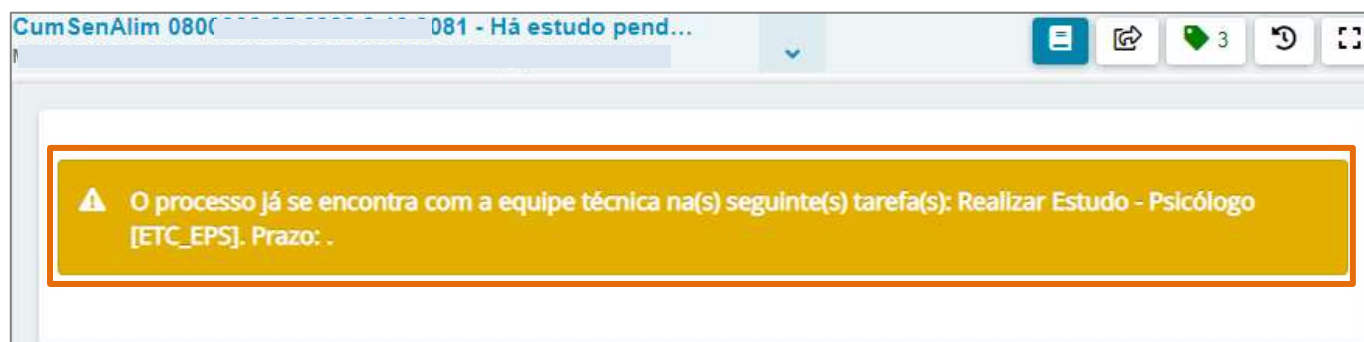 CumSenAlim 080 081 - Há estudo pend...
3
O processo já se encontra com a equipe técnica na(s) seguinte(s) tarefa(s): Realizar Estudo - Psicólogo
[ETC_EPS]. Prazo: .